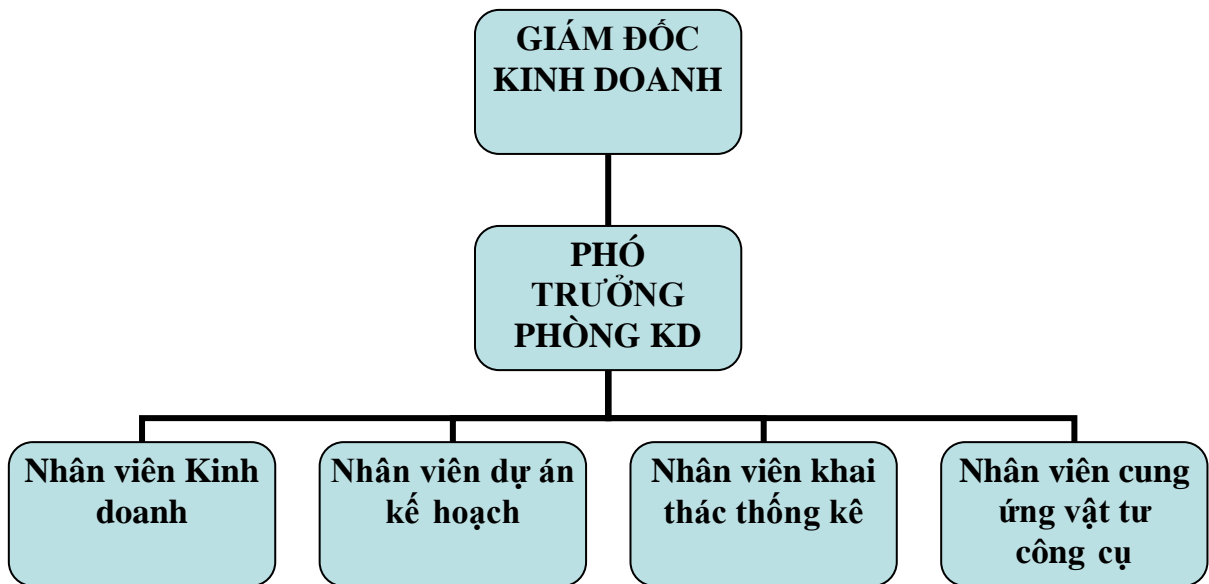 GIÁM ĐỐC
KINH DOANH
PHÓ
TRƯỞNG
PHÒNG KD
Nhân viên Kinh
doanh
Nhân viên dự án
kế hoạch
Nhân viên khai
thác thống kê
Nhân viên cung
ứng vật tư
công cụ